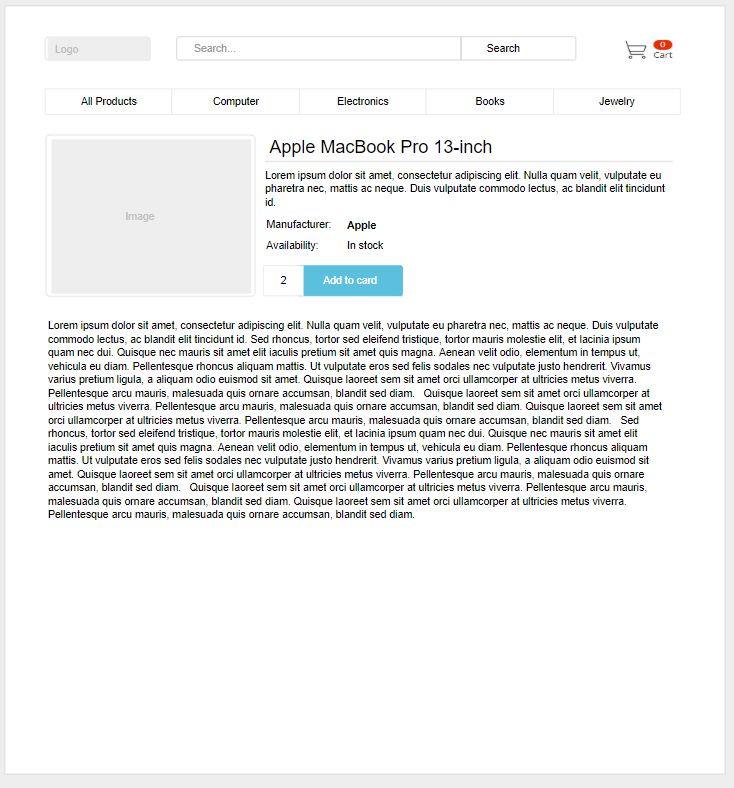 Logo
Search...
Search
0
Cart
All Products
Computer
Electronics
Books
Jewelry
Image
Apple MacBook Pro 13-inch
Lorem ipsum dolor sit amet, consectetur adipiscing elit. Nulla quam velit, vulputate eu
pharetra nec, mattis ac neque. Duis vulputate commodo lectus, ac blandit elit tincidunt
id.
Manufacturer: Apple
Availability: In stock
2
Add to card
Lorem ipsum dolor sit amet, consectetur adipiscing elit. Nulla quam velit, vulputate eu pharetra nec, mattis ac neque. Duis vulputate
commodo lectus, ac blandit elit tincidunt id. Sed rhoncus, tortor sed eleifend tristique, tortor mauris molestie elit, et lacinia ipsum
quam nec dui. Quisque nec mauris sit amet elit iaculis pretium sit amet quis magna. Aenean velit odio, elementum in tempus ut,
vehicula eu diam. Pellentesque rhoncus aliquam mattis. Ut vulputate eros sed felis sodales nec vulputate justo hendrerit. Vivamus
varius pretium ligula, a aliquam odio euismod sit amet. Quisque laoreet sem sit amet orci ullamcorper at ultricies metus viverra.
Pellentesque arcu mauris, malesuada quis ornare accumsan, blandit sed diam. Quisque laoreet sem sit amet orci ullamcorper at
ultricies metus viverra. Pellentesque arcu mauris, malesuada quis ornare accumsan, blandit sed diam. Quisque laoreet sem sit amet
orci ullamcorper at ultricies metus viverra. Pellentesque arcu mauris, malesuada quis ornare accumsan, blandit sed diam. Sed
rhoncus, tortor sed eleifend tristique, tortor mauris molestie elit, et lacinia ipsum quam nec dui. Quisque nec mauris sit amet elit
iaculis pretium sit amet quis magna. Aenean velit odio, elementum in tempus ut, vehicula eu diam. Pellentesque rhoncus aliquam
mattis. Ut vulputate eros sed felis sodales nec vulputate justo hendrerit. Vivamus varius pretium ligula, a aliquam odio euismod sit
amet. Quisque laoreet sem sit amet orci ullamcorper at ultricies metus viverra. Pellentesque arcu mauris, malesuada quis ornare
accumsan, blandit sed diam. Quisque laoreet sem sit amet orci ullamcorper at ultricies metus viverra. Pellentesque arcu mauris,
malesuada quis ornare accumsan, blandit sed diam. Quisque laoreet sem sit amet orci ullamcorper at ultricies metus viverra.
Pellentesque arcu mauris, malesuada quis ornare accumsan, blandit sed diam.